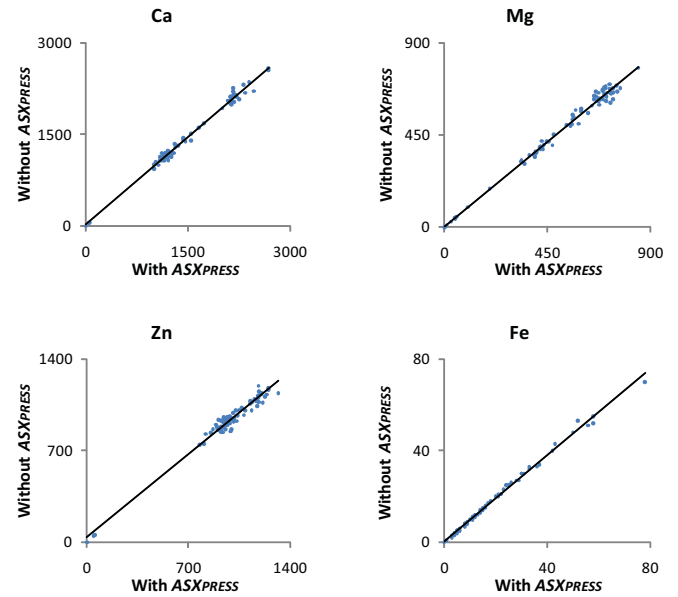 Ca
3000
1500
0
0 1500 3000
Without ASXPRESS
With ASXPRESS
Mg
900
450
0
0 450 900
Without ASXPRESS
With ASXPRESS
Zn
1400
700
0
0 700 1400
Without ASXPRESS
With ASXPRESS
Fe
80
40
0
0 40 80
Without ASXPRESS
With ASXPRESS